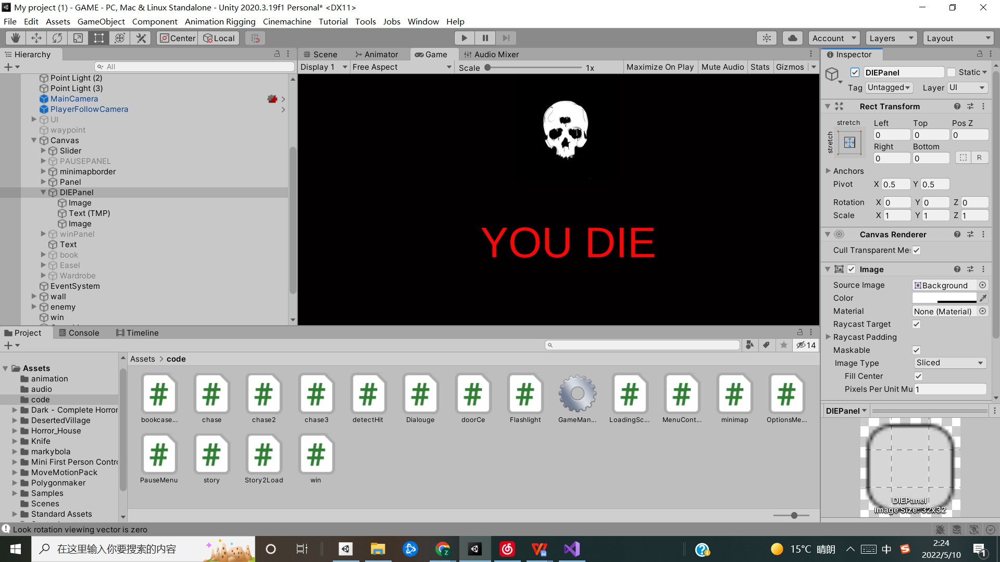 My project (1) - GAME - PC, Mac & Linux Standalone - Unity 2020.3.19f1 Personal* <DX11>
File Edit Assets GameObject Component Animation Rigging Cinemachine Tutorial Tools Jobs Window Help
Center Local Account Layers Layout
Hierarchy
All
Point Light (2)
Point Light (3)
MainCamera
PlayerFollowCamera
UI
waypoint
Canvas
Slider
PAUSEPANEL
minimapborder
Panel
DIEPanel
Image
Text (TMP)
Image
winPanel
Text
book
Easel
Wardrobe
EventSystem
wall
enemy
win
Scene Animator Game Audio Mixer
Display 1 Free Aspect Scale 1x Maximize On Play Mute Audio Stats Gizmos
YOU DIE
Inspector
DIEPanel Static
Tag Untagged Layer UI
Rect Transform
stretch Left Top Pos Z
stretch 0 0 0
Right Bottom
0 0 R
Anchors
Pivot X 0.5 Y 0.5
Rotation X 0 Y 0 Z 0
Scale X 1 Y 1 Z 1
Canvas Renderer
Cull Transparent Me:
Image
Source Image Background
Color
Material None (Material)
Raycast Target
Raycast Padding
Maskable
Image Type Sliced
Fill Center
Pixels Per Unit Mu 1
DIEPanel
DIEPanel
Image Size: 32x32
Project Console Timeline
14
Assets
animation
audio
code
Dark - Complete Horror
DesertedVillage
Horror_House
Knife
markybola
Mini First Person Contro
MoveMotionPack
Polygonmaker
Samples
Scenes
Standard Assets
Assets > code
bookcase... chase chase2 chase3 detectHit Dialouge doorCe Flashlight GameMan... LoadingSc... MenuCont... minimap OptionsMe...
PauseMenu story Story2Load win
Look rotation viewing vector is zero
在这里输入你要搜索的内容
15°C 晴朗 中 2:24
2022/5/10
1